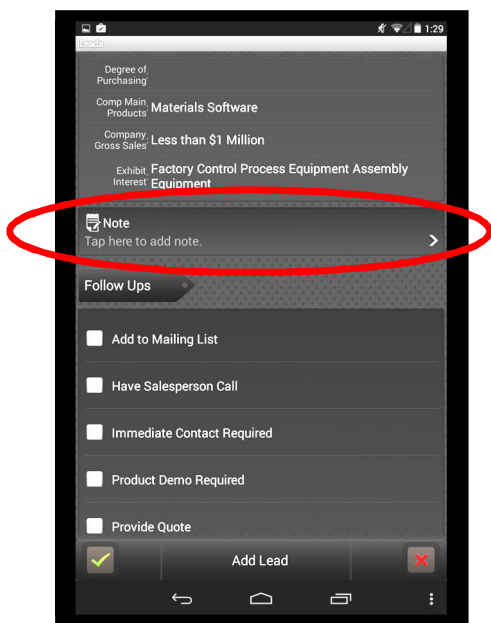 1:29
Leads
Degree of
Purchasing:
Comp Main
Products: Materials Software
Company
Gross Sales: Less than $1 Million
Exhibit
Interest: Factory Control Process Equipment Assembly
Equipment
Note
Tap here to add note.
Follow Ups
Add to Mailing List
Have Salesperson Call
Immediate Contact Required
Product Demo Required
Provide Quote
Add Lead